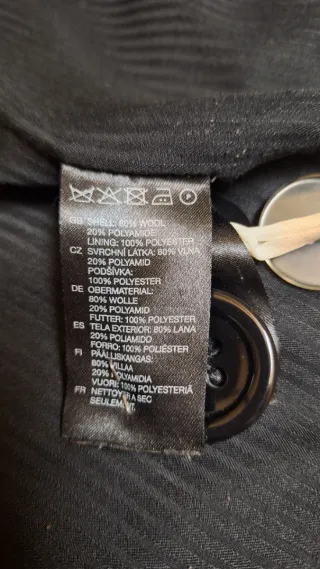 GB SHELL: 80% WOOL
20% POLYAMIDE
LINING: 100% POLYESTER
CZ SVRCHNÍ LÁTKA: 80% VLNA
20% POLYAMID
PODŠÍVKA:
100% POLYESTER
DE OBERMATERIAL:
80% WOLLE
20% POLYAMID
FUTTER: 100% POLYESTER
ES TELA EXTERIOR: 80% LANA
20% POLIAMIDO
FORRO: 100% POLIÉSTER
FI PÄÄLLIKANGAS:
80% VILLAA
20% POLYAMIDIA
VUORI: 100% POLYESTERIÄ
FR NETTOYER A SEC
SEULEMENT.